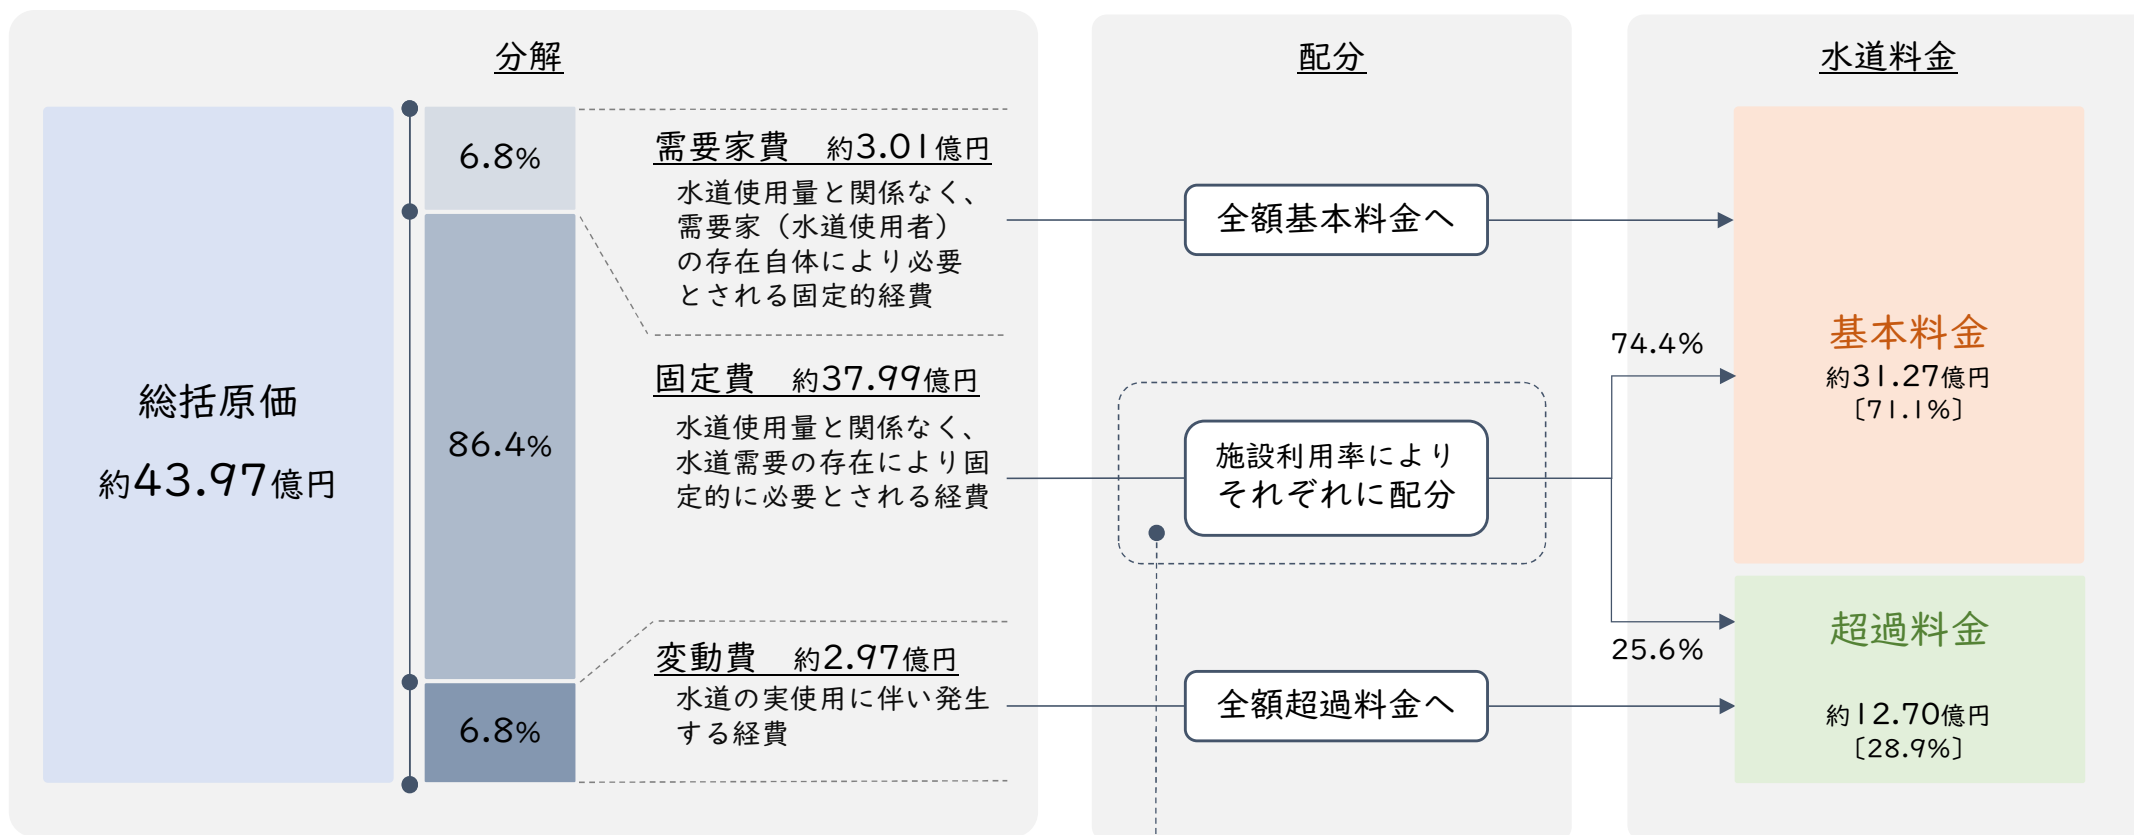 分解
総括原価
約43.97億円
6.8%
86.4%
6.8%
需要家費 約3.01億円
水道使用量と関係なく、
需要家（水道使用者）
の存在自体により必要
とされる固定的経費
固定費 約37.99億円
水道使用量と関係なく、
水道需要の存在により固
定的に必要とされる経費
変動費 約2.97億円
水道の実使用に伴い発生
する経費
配分
全額基本料金へ
施設利用率により
それぞれに配分
全額超過料金へ
水道料金
74.4%
25.6%
基本料金
約31.27億円
〔71.1%〕
超過料金
約12.70億円
〔28.9%〕